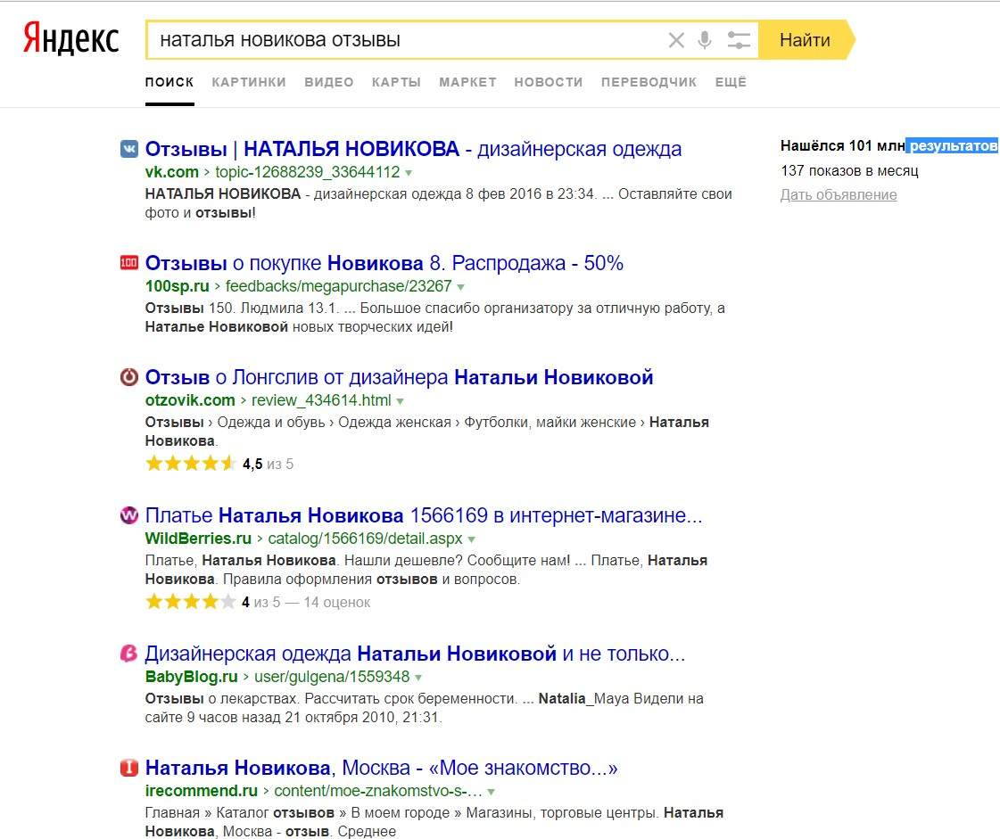 Яндекс
наталья новикова отзывы
Найти
ПОИСК КАРТИНКИ ВИДЕО КАРТЫ МАРКЕТ НОВОСТИ ПЕРЕВОДЧИК ЕЩЁ
Отзывы | НАТАЛЬЯ НОВИКОВА - дизайнерская одежда
vk.com > topic-12688239_33644112
НАТАЛЬЯ НОВИКОВА - дизайнерская одежда 8 фев 2016 в 23:34. ... Оставляйте свои
фото и отзывы!
100
Отзывы о покупке Новикова 8. Распродажа - 50%
100sp.ru > feedbacks/megapurchase/23267
Отзывы 150. Людмила 13.1. ... Большое спасибо организатору за отличную работу, а
Наталье Новиковой новых творческих идей!
Отзыв о Лонгслив от дизайнера Натальи Новиковой
otzovik.com > review_434614.html
Отзывы › Одежда и обувь › Одежда женская › Футболки, майки женские › Наталья
Новикова.
4,5 из 5
W
Платье Наталья Новикова 1566169 в интернет-магазине...
WildBerries.ru > catalog/1566169/detail.aspx
Платье, Наталья Новикова. Нашли дешевле? Сообщите нам! ... Платье, Наталья
Новикова. Правила оформления отзывов и вопросов.
4 из 5 — 14 оценок
Дизайнерская одежда Натальи Новиковой и не только...
BabyBlog.ru > user/gulgena/1559348
Отзывы о лекарствах. Рассчитать срок беременности. ... Natalia_Maya Видели на
сайте 9 часов назад 21 октября 2010, 21:31.
Наталья Новикова, Москва - «Мое знакомство...»
irecommend.ru > content/moe-znakomstvo-s-…
Главная » Каталог отзывов » В моем городе » Магазины, торговые центры. Наталья
Новикова, Москва - отзыв. Среднее
Нашёлся 101 млн результатов
137 показов в месяц
Дать объявление